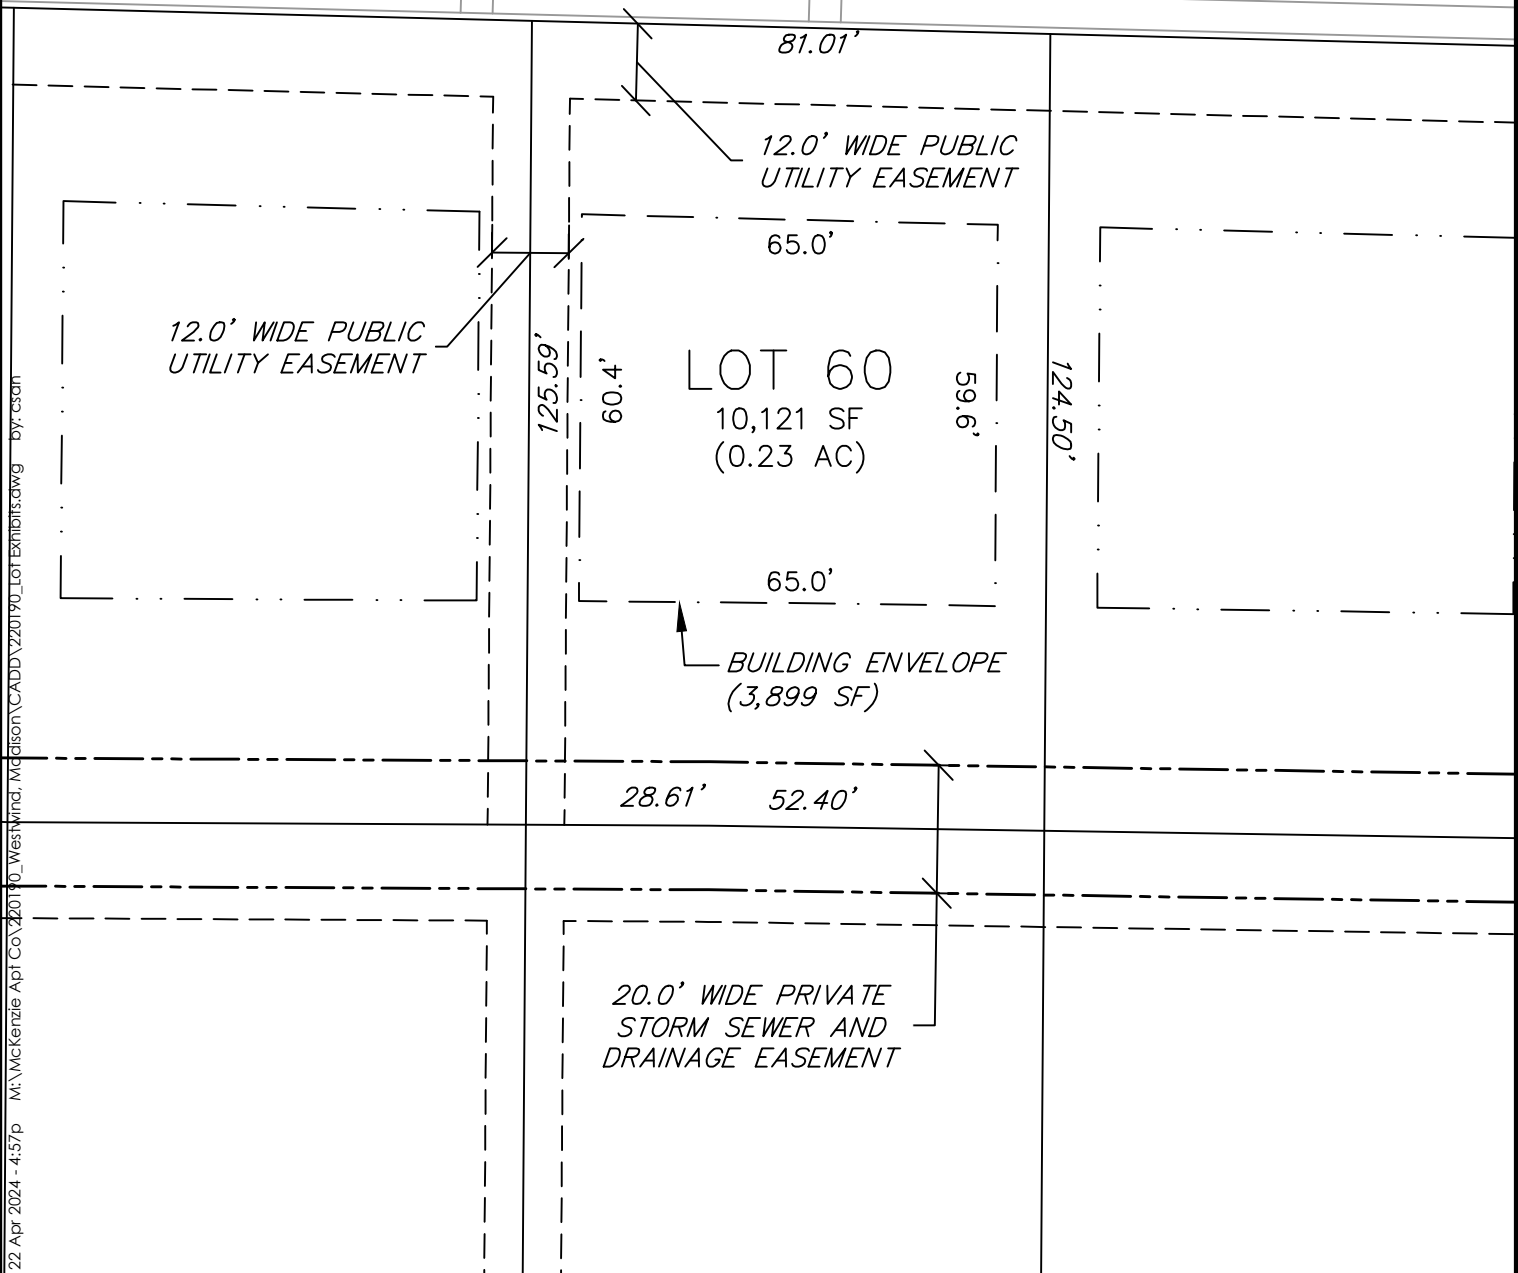 81.01'
12.0' WIDE PUBLIC
UTILITY EASEMENT
65.0'
12.0' WIDE PUBLIC
UTILITY EASEMENT
125.59'
60.4'
LOT 60
10,121 SF
(0.23 AC)
59.6'
124.50'
65.0'
BUILDING ENVELOPE
(3,899 SF)
28.61' 52.40'
20.0' WIDE PRIVATE
STORM SEWER AND
DRAINAGE EASEMENT
22 Apr 2024 - 4:57p M:\McKenzie Apt Co\220190_Westwind, Madison\CADD\220190_Lot Exhibits.dwg by: csan